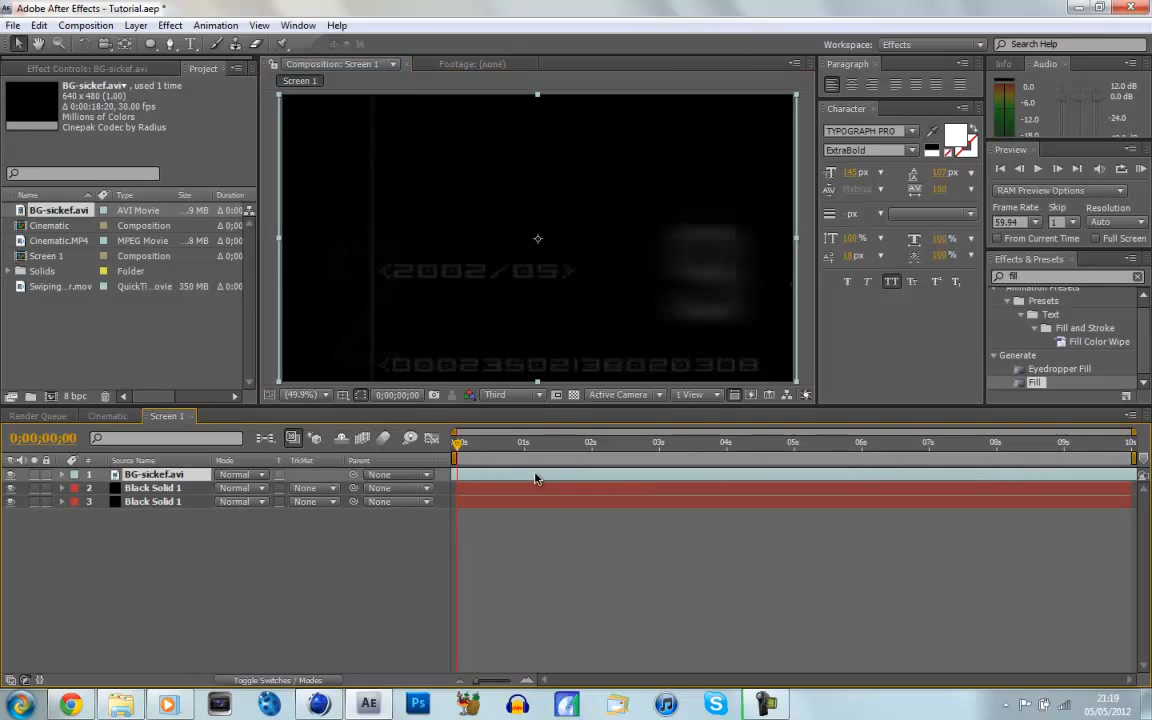 Adobe After Effects - Tutorial.aep *
File Edit Composition Layer Effect Animation View Window Help
Workspace: Effects Search Help
Effect Controls: BG-sickef.avi Project
BG-sickef.avi▾, used 1 time
640 x 480 (1.00)
Δ 0:00:18:20, 30.00 fps
Millions of Colors
Cinepak Codec by Radius
Name Type Size Duration
BG-sickef.avi AVI Movie ....9 MB Δ 0;00
Cinematic Composition Δ 0;00
Cinematic.MP4 MPEG Movie ...8 MB Δ 0;00
Screen 1 Composition Δ 0;00
Solids Folder
Swiping...r.mov QuickTi...ovie 350 MB Δ 0;00
8 bpc
Composition: Screen 1 Footage: (none)
Screen 1
<2002/05>
<00023502138020308
(49.9%) 0;00;00;00 Third Active Camera 1 View
Paragraph
Character
TYPOGRAPH PRO
ExtraBold
145 px 107 px
Metrics 100
- px
100 % 100 %
18 px 100 %
T T TT Tr T¹ T₁
Info Audio
0.0 12.0 dB
-6.0 0.0 dB
-12.0
-18.0 -24.0
Preview
RAM Preview Options
Frame Rate Skip Resolution
59.94 1 Auto
From Current Time Full Screen
Effects & Presets
fill
Animation Presets
Presets
Text
Fill and Stroke
Fill Color Wipe
Generate
Eyedropper Fill
Fill
Render Queue Cinematic Screen 1
0;00;00;00
# Source Name Mode T TrkMat Parent
1 BG-sickef.avi Normal None
2 Black Solid 1 Normal None None
3 Black Solid 1 Normal None None
0s 01s 02s 03s 04s 05s 06s 07s 08s 09s 10s
Toggle Switches / Modes
Ae Ps
21:19
05/05/2012